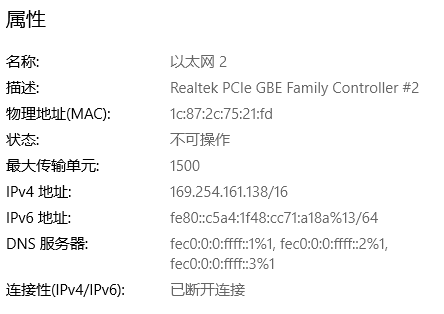 属性
名称: 以太网 2
描述: Realtek PCIe GBE Family Controller #2
物理地址(MAC): 1c:87:2c:75:21:fd
状态: 不可操作
最大传输单元: 1500
IPv4 地址: 169.254.161.138/16
IPv6 地址: fe80::c5a4:1f48:cc71:a18a%13/64
DNS 服务器: fec0:0:0:ffff::1%1, fec0:0:0:ffff::2%1,
fec0:0:0:ffff::3%1
连接性(IPv4/IPv6): 已断开连接